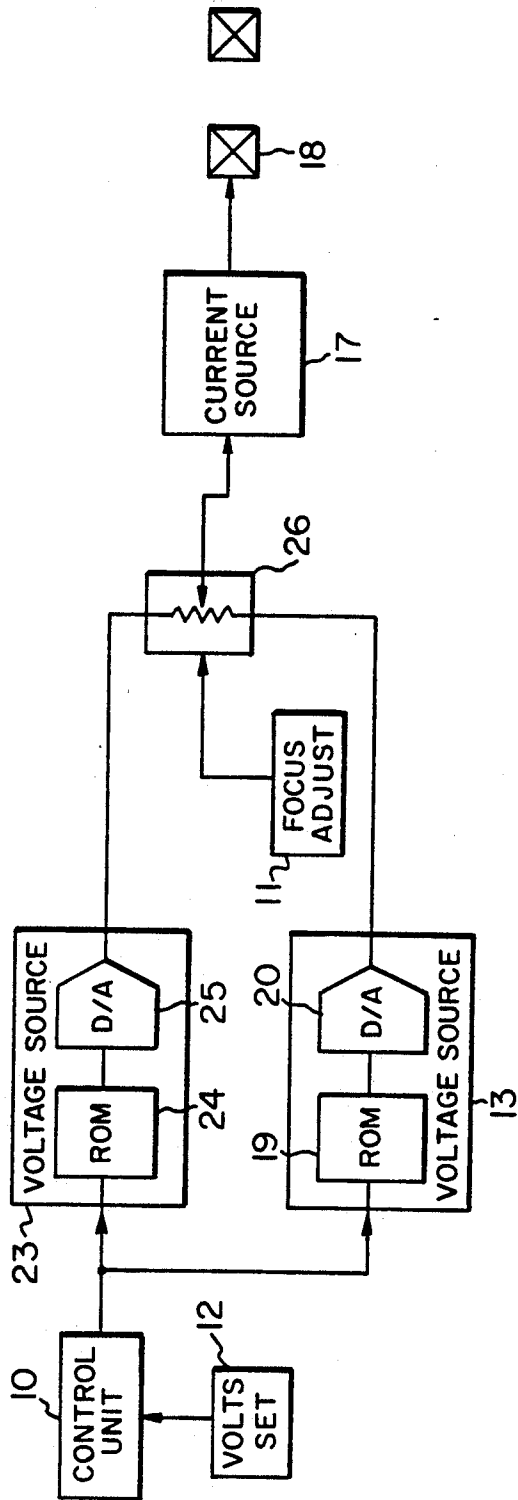 10
CONTROL
UNIT
12
VOLTS
SET
23
VOLTAGE SOURCE
ROM
24
D/A
25
19
ROM
20
D/A
VOLTAGE SOURCE
13
11
FOCUS
ADJUST
26
CURRENT
SOURCE
17
18